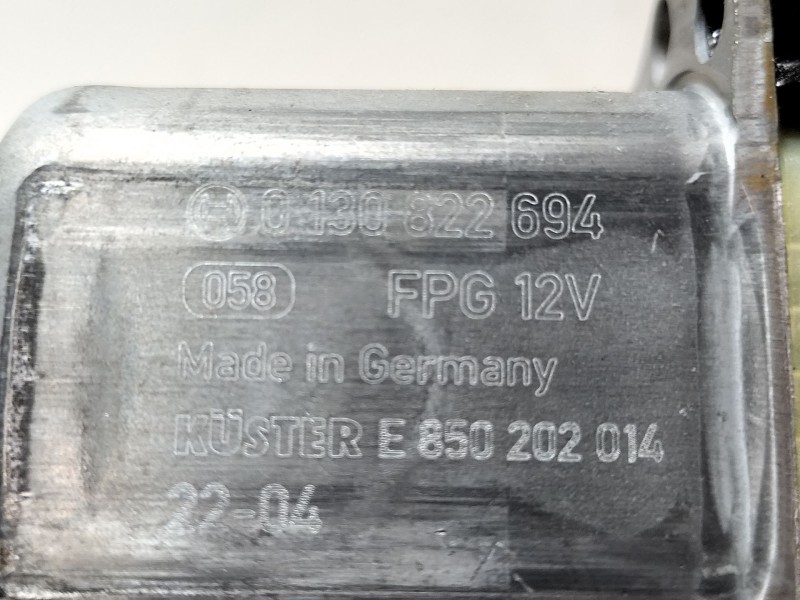 0 130 822 694
058 FPG 12V
Made in Germany
KÜSTER E 850 202 014
22-04